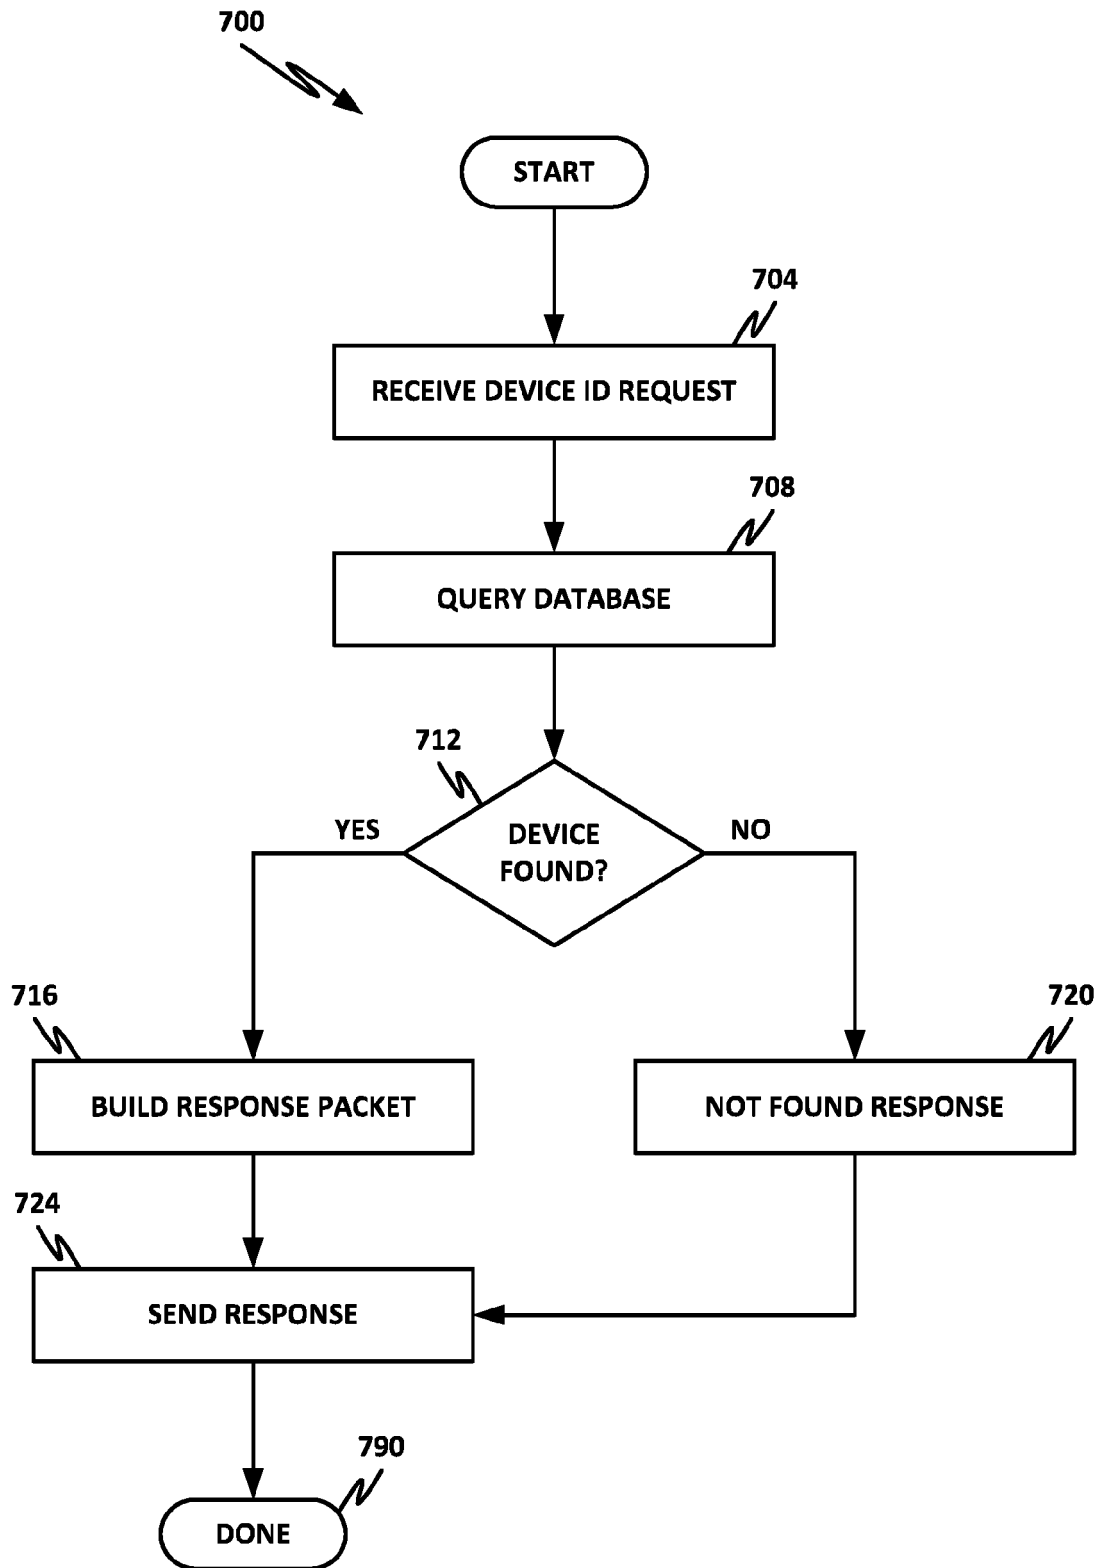 700
START
704
RECEIVE DEVICE ID REQUEST
708
QUERY DATABASE
712
YES
DEVICE
FOUND?
NO
716
BUILD RESPONSE PACKET
720
NOT FOUND RESPONSE
724
SEND RESPONSE
790
DONE